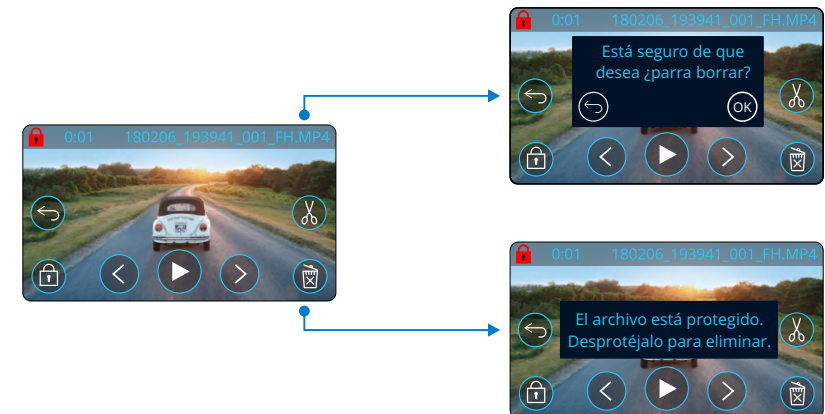 0:01 180206_193941_001_FH.MP4
Está seguro de que
desea ¿parra borrar?
OK
0:01 180206_193941_001_FH.MP4
0:01 180206_193941_001_FH.MP4
El archivo está protegido.
Desprotéjalo para eliminar.